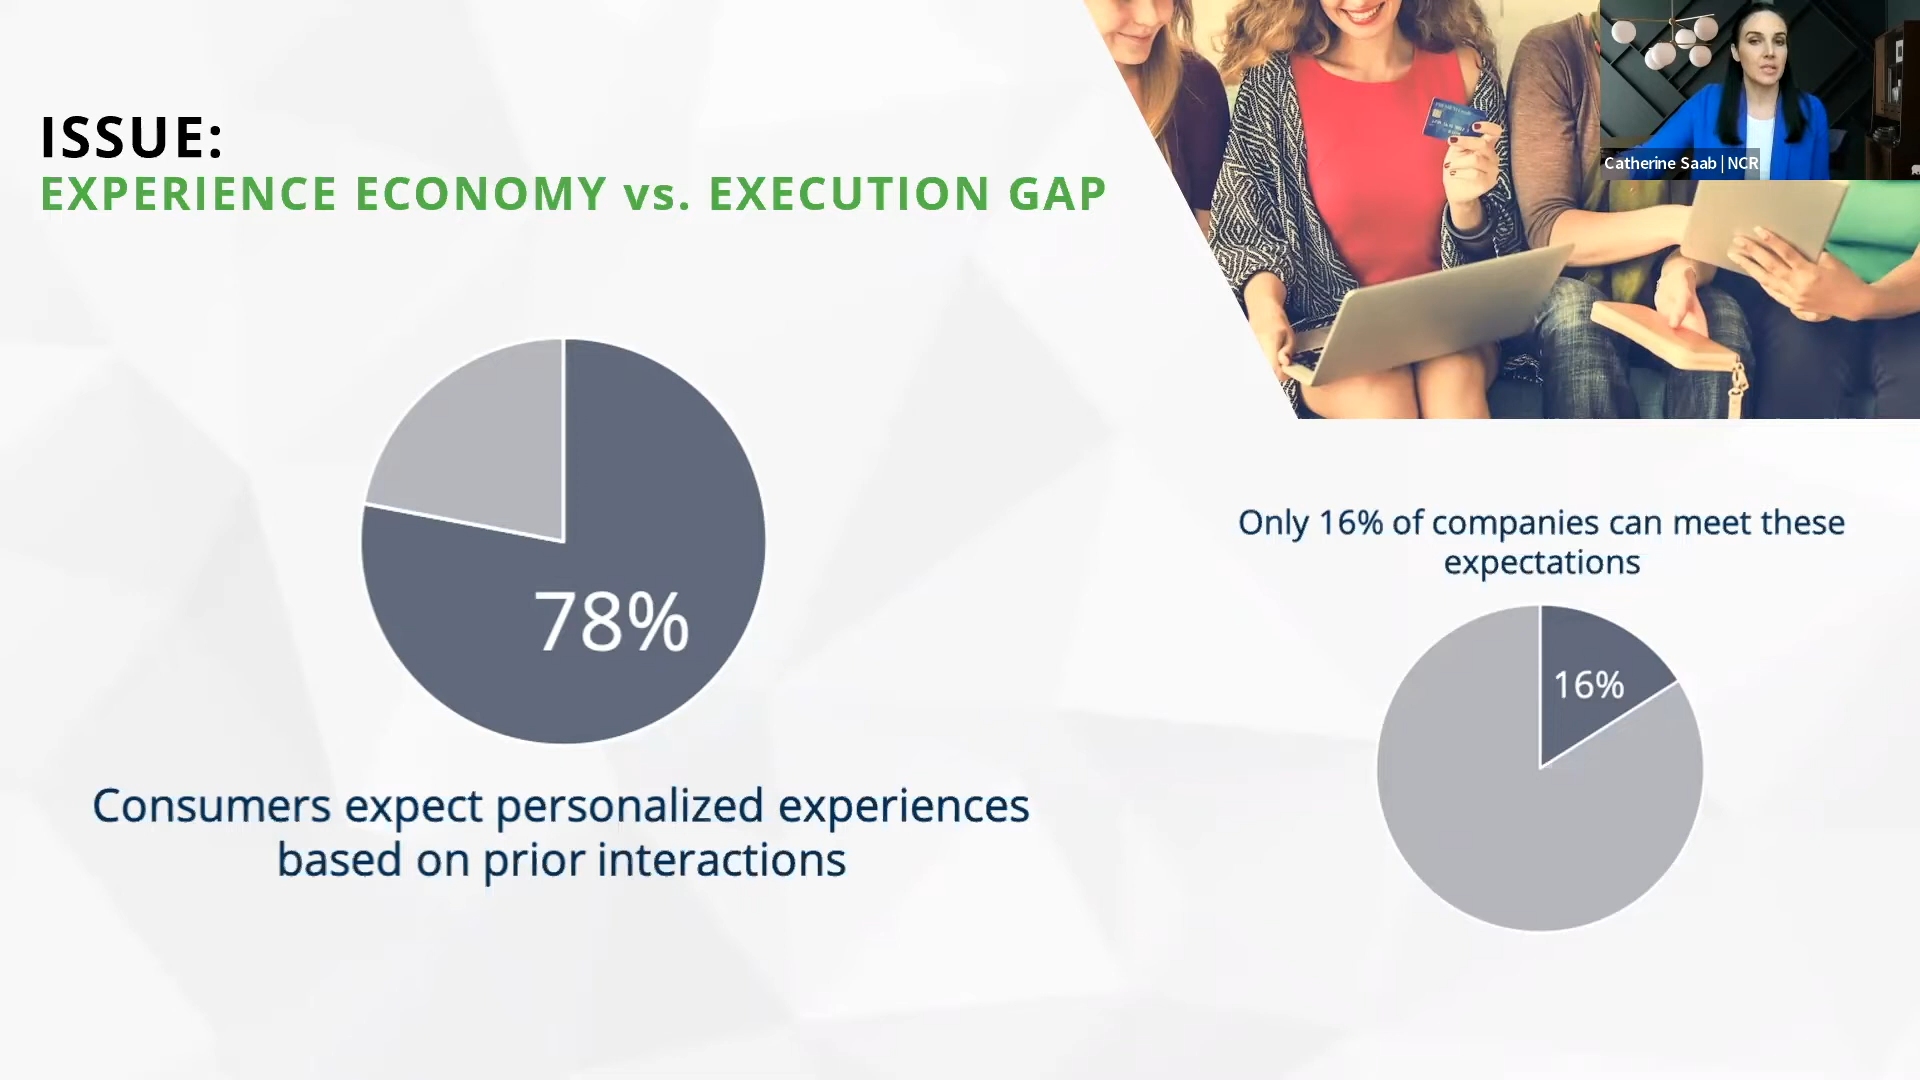 ISSUE:
EXPERIENCE ECONOMY vs. EXECUTION GAP
Catherine Saab | NCR
78%
Consumers expect personalized experiences
based on prior interactions
Only 16% of companies can meet these
expectations
16%